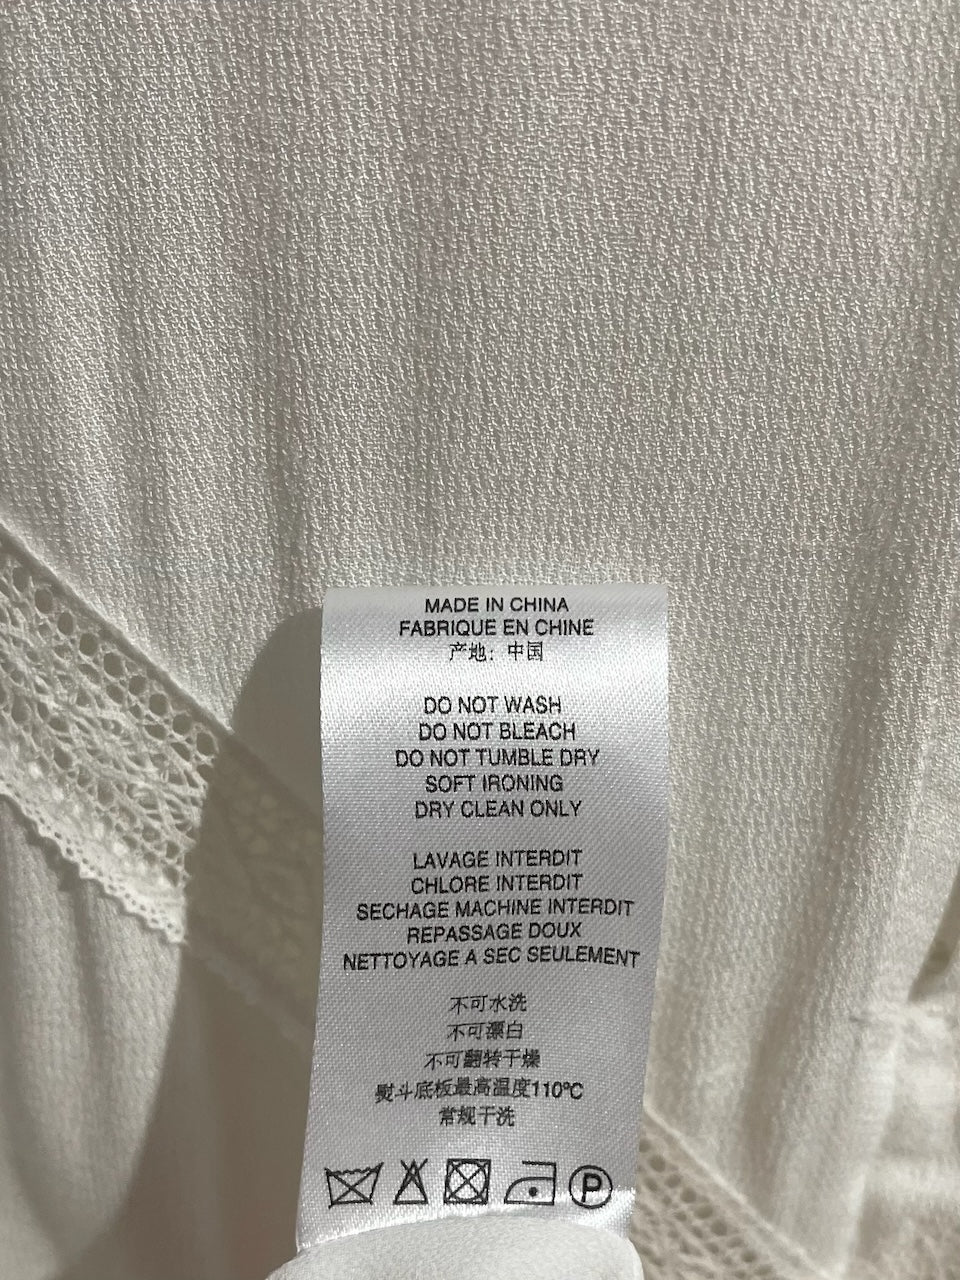 MADE IN CHINA
FABRIQUE EN CHINE
产地：中国
DO NOT WASH
DO NOT BLEACH
DO NOT TUMBLE DRY
SOFT IRONING
DRY CLEAN ONLY
LAVAGE INTERDIT
CHLORE INTERDIT
SECHAGE MACHINE INTERDIT
REPASSAGE DOUX
NETTOYAGE A SEC SEULEMENT
不可水洗
不可漂白
不可翻转干燥
熨斗底板最高温度110℃
常规干洗
P